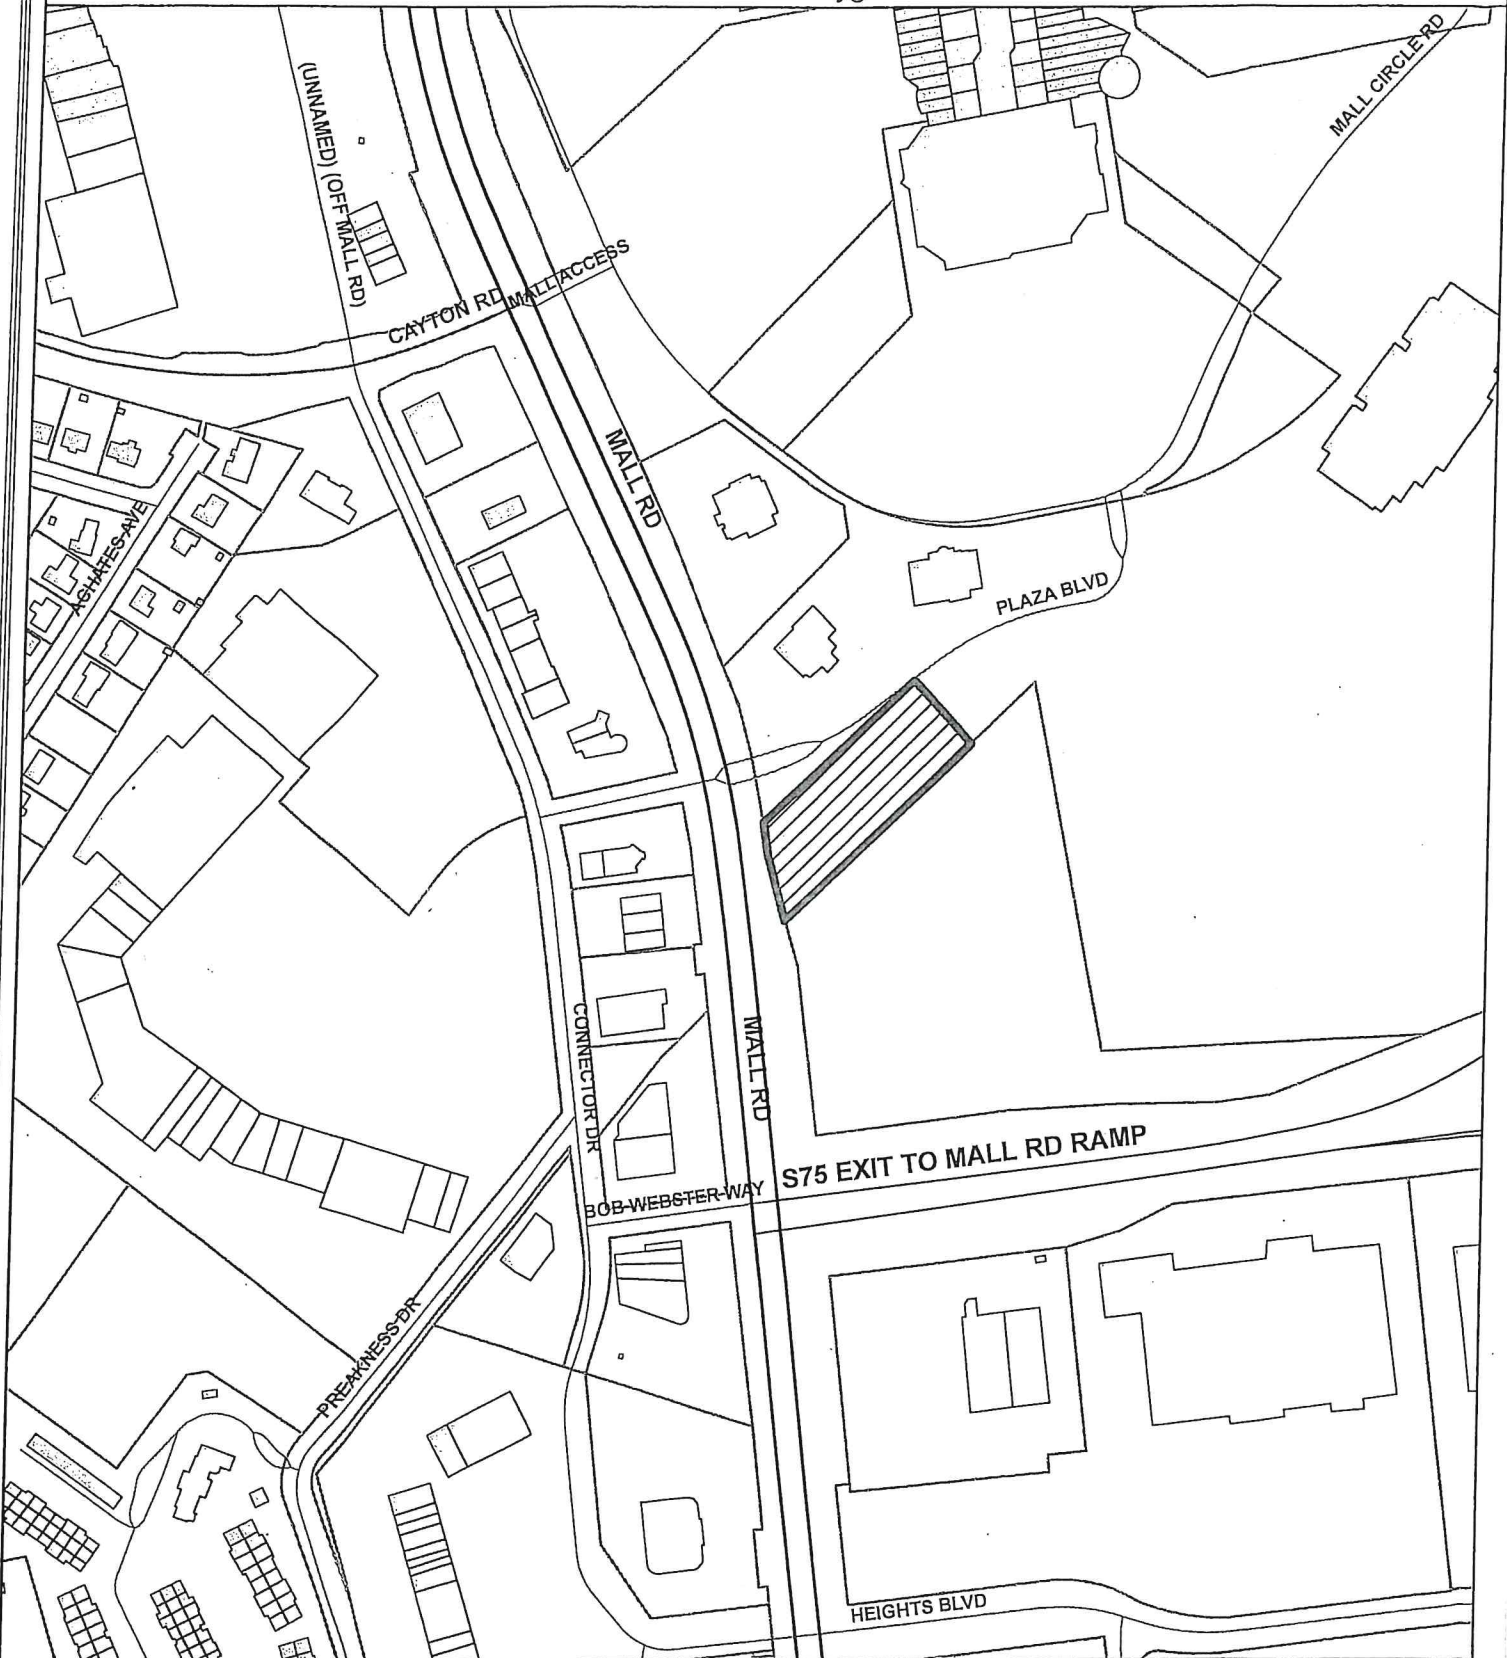 MALL CIRCLE RD
(UNNAMED) (OFF MALL RD)
MALL ACCESS
CAYTON RD
MALL RD
AGHATES AVE
PLAZA BLVD
CONNECTOR DR
MALL RD
S75 EXIT TO MALL RD RAMP
BOB WEBSTER WAY
PREAKNESS DR
HEIGHTS BLVD